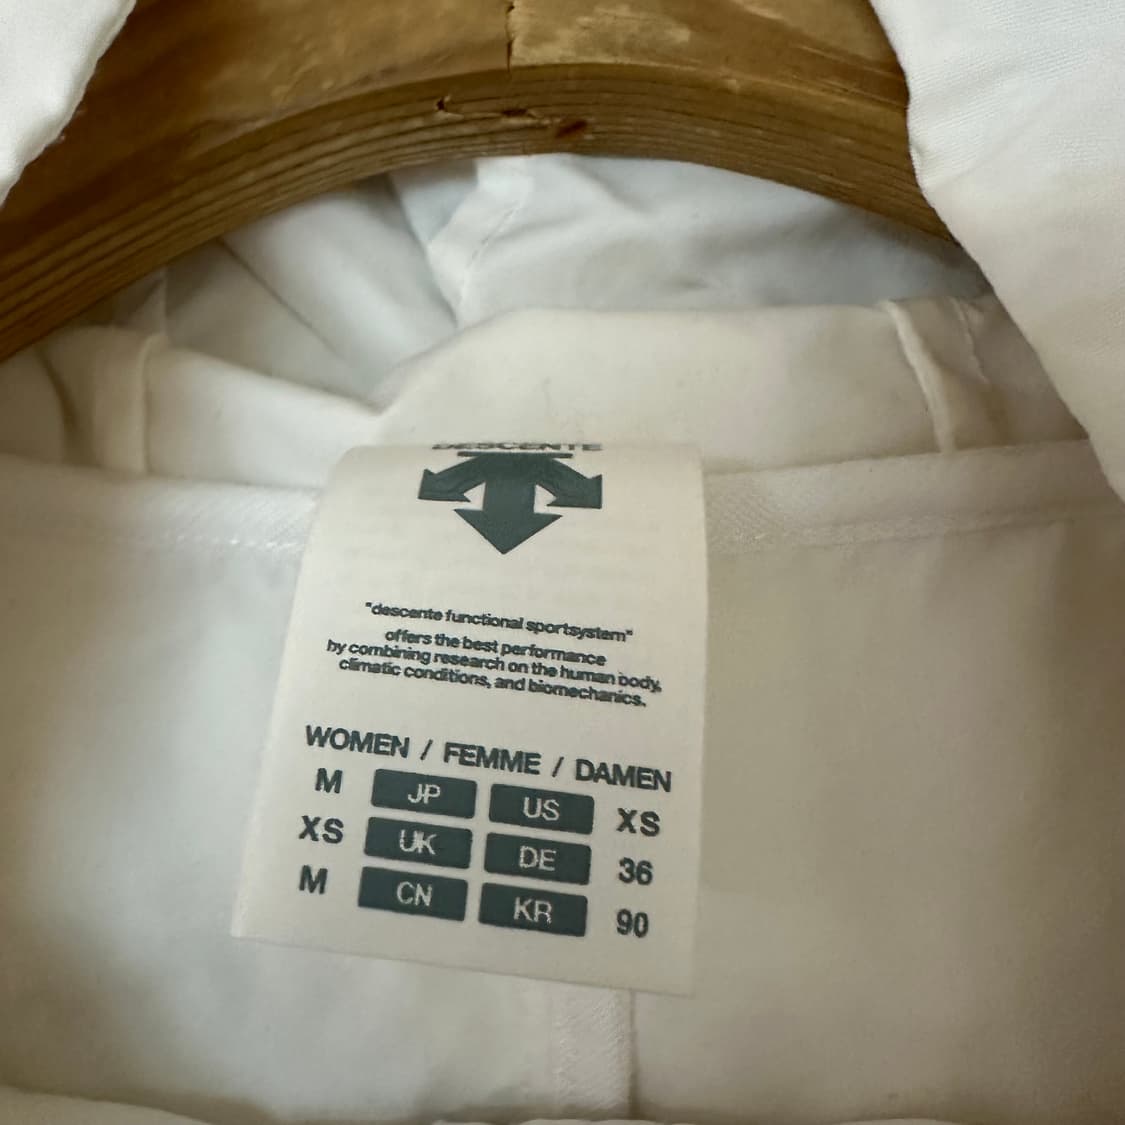 DESCENTE
"descente functional sportsystem"
offers the best performance
by combining research on the human body,
climatic conditions, and biomechanics.
WOMEN / FEMME / DAMEN
M JP US XS
XS UK DE 36
M CN KR 90